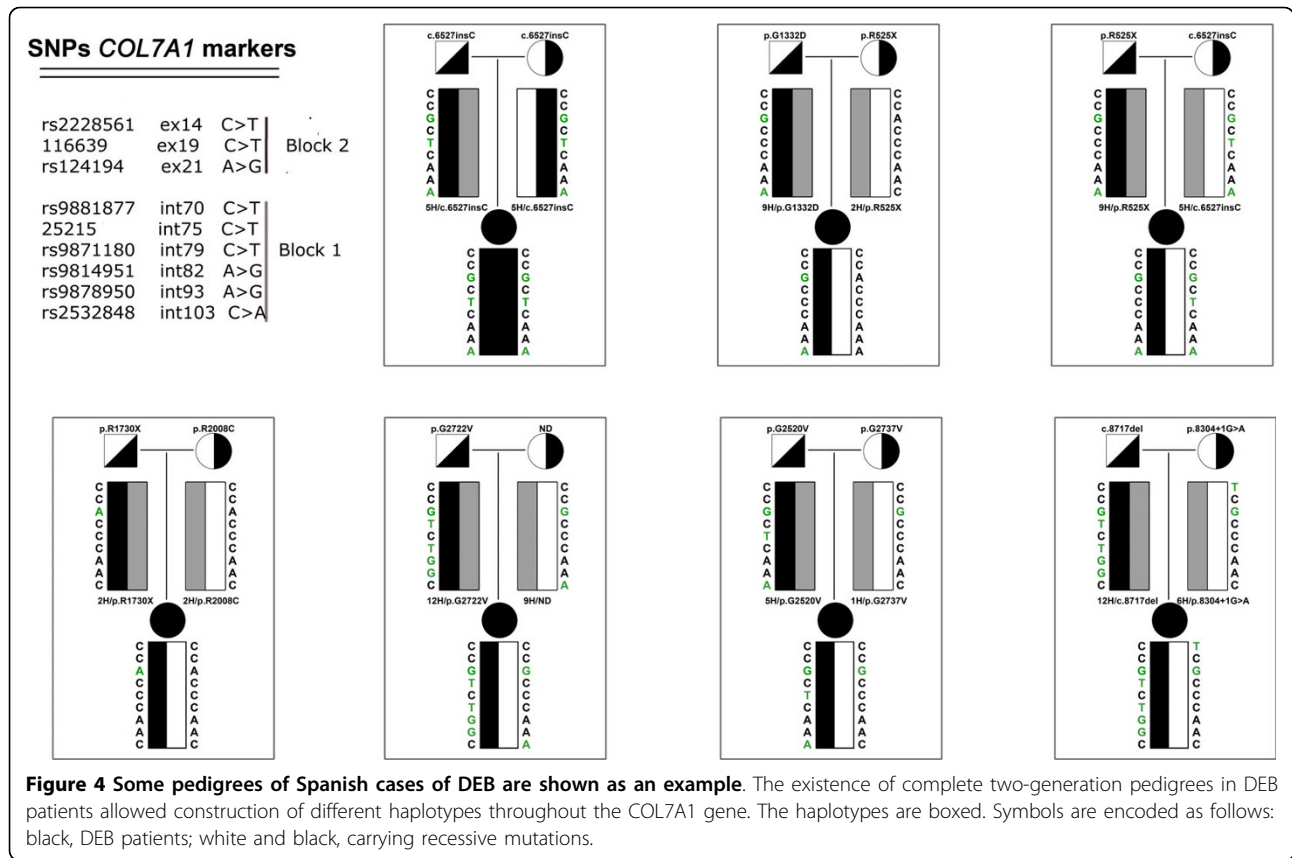 SNPs COL7A1 markers
rs2228561 ex14 C>T
116639 ex19 C>T Block 2
rs124194 ex21 A>G
rs9881877 int70 C>T
25215 int75 C>T
rs9871180 int79 C>T Block 1
rs9814951 int82 A>G
rs9878950 int93 A>G
rs2532848 int103 C>A
c.6527insC c.6527insC
C C G C T C A A A
C C G C T C A A A
5H/c.6527insC 5H/c.6527insC
C C G C T C A A A
C C G C T C A A A
p.G1332D p.R525X
C C G C C C A A A
C C A C C C A A C
9H/p.G1332D 2H/p.R525X
C C G C C C A A A
C C A C C C A A A
p.R525X c.6527insC
C C G C C C A A A
C C G C T C A A A
9H/p.R525X 5H/c.6527insC
C C G C C C A A A
C C G C T C A A A
p.R1730X p.R2008C
C C A C C C A A C
C C A C C C A A C
2H/p.R1730X 2H/p.R2008C
C C A C C C A A C
C C A C C C A A C
p.G2722V ND
C C G T C T G G C
C C G C C C A A A
12H/p.G2722V 9H/ND
C C G T C T G G C
C C G C C C A A A
p.G2520V p.G2737V
C C G C T C A A A
C C G C C C A A C
5H/p.G2520V 1H/p.G2737V
C C G C T C A A A
C C G C C C A A C
c.8717del p.8304+1G>A
C C G T C T G G C
T C G C C C A A C
12H/c.8717del 6H/p.8304+1G>A
C C G T C T G G C
T C G C C C A A C
Figure 4 Some pedigrees of Spanish cases of DEB are shown as an example. The existence of complete two-generation pedigrees in DEB
patients allowed construction of different haplotypes throughout the COL7A1 gene. The haplotypes are boxed. Symbols are encoded as follows:
black, DEB patients; white and black, carrying recessive mutations.